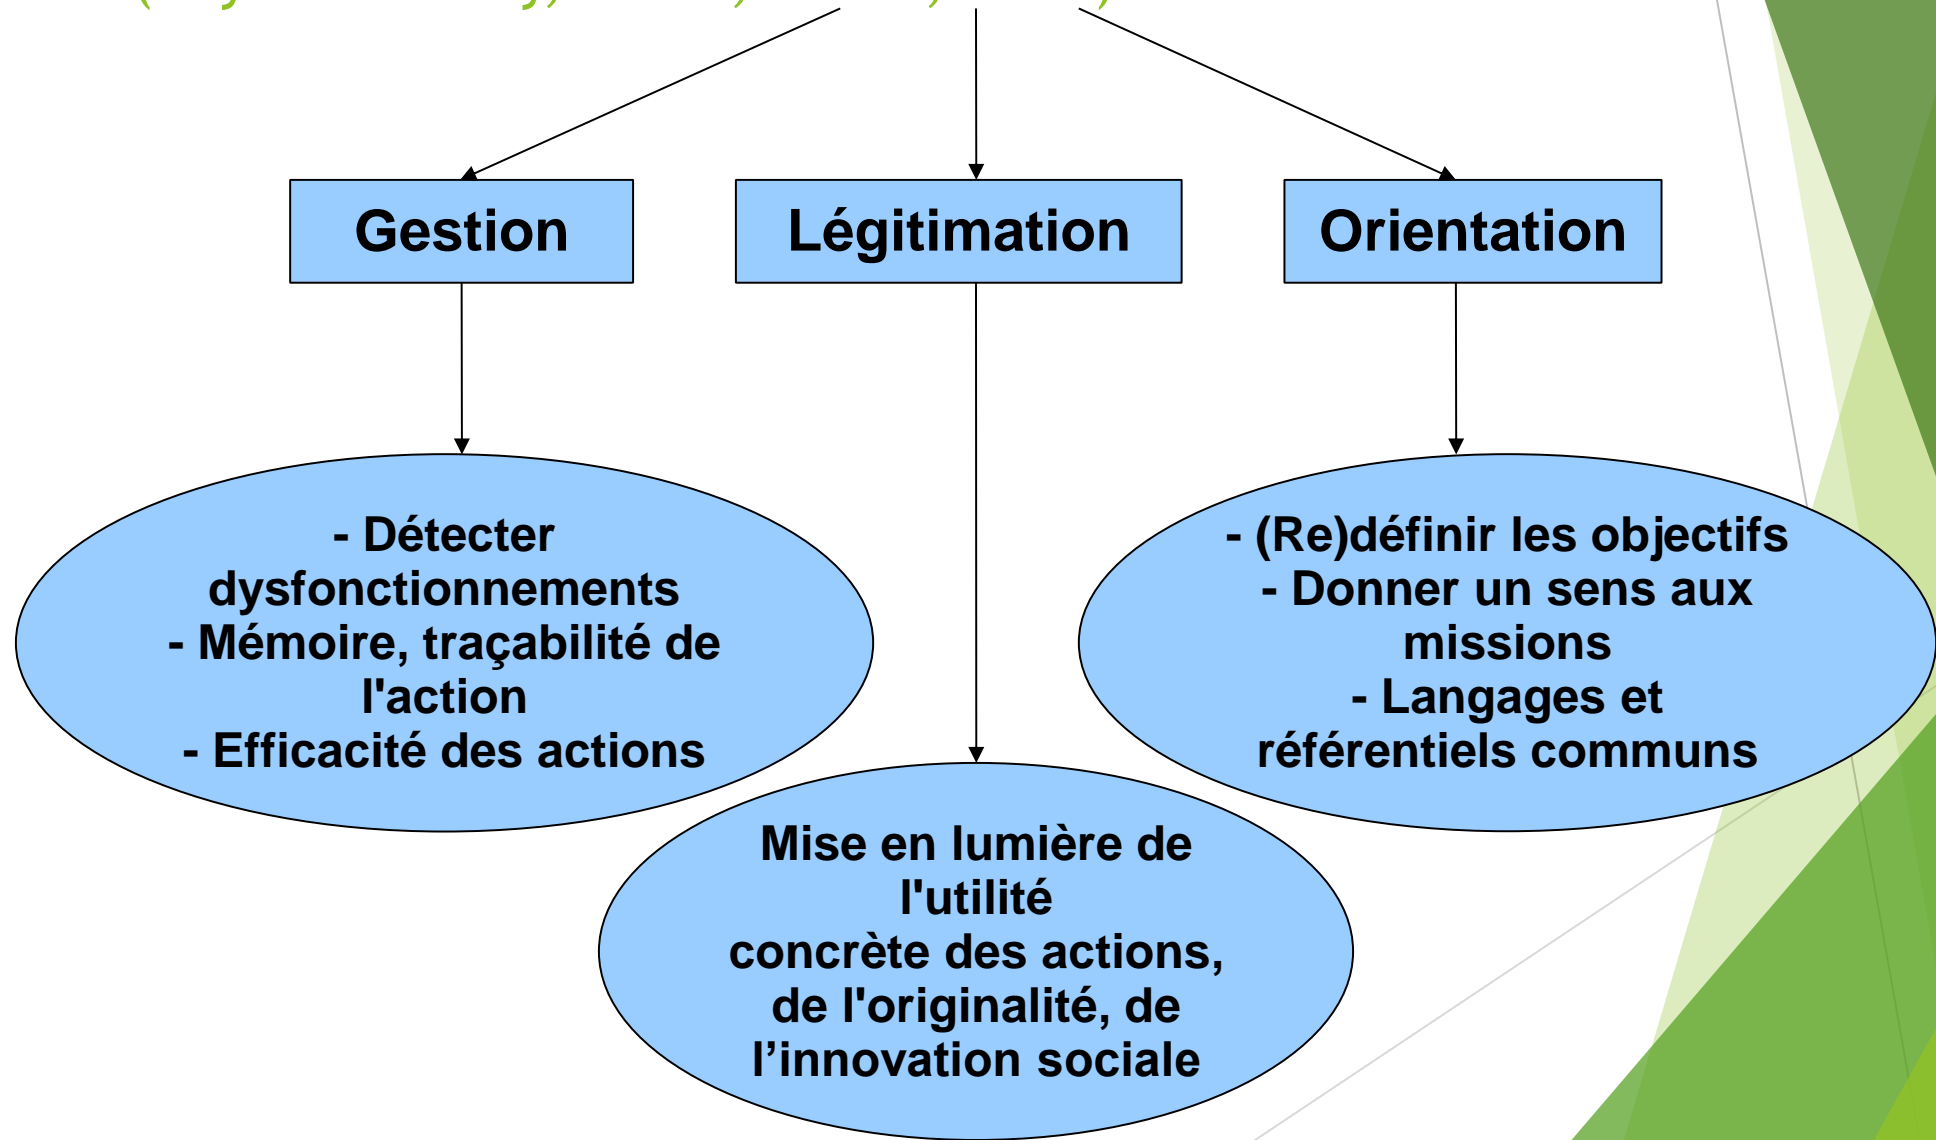 Gestion
Légitimation
Orientation
- Détecter
dysfonctionnements
- Mémoire, traçabilité de
l'action
- Efficacité des actions
- (Re)définir les objectifs
- Donner un sens aux
missions
- Langages et
référentiels communs
Mise en lumière de
l'utilité
concrète des actions,
de l'originalité, de
l’innovation sociale